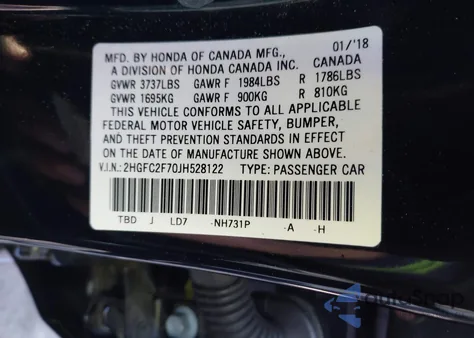 MFD. BY HONDA OF CANADA MFG., 01/'18
A DIVISION OF HONDA CANADA INC. CANADA
GVWR 3737LBS GAWR F 1984LBS R 1786LBS
GVWR 1695KG GAWR F 900KG R 810KG
THIS VEHICLE CONFORMS TO ALL APPLICABLE
FEDERAL MOTOR VEHICLE SAFETY, BUMPER,
AND THEFT PREVENTION STANDARDS IN EFFECT
ON THE DATE OF MANUFACTURE SHOWN ABOVE.
V.I.N.:2HGFC2F70JH528122 TYPE: PASSENGER CAR
TBD J LD7 -NH731P -A -H
AutoSnap